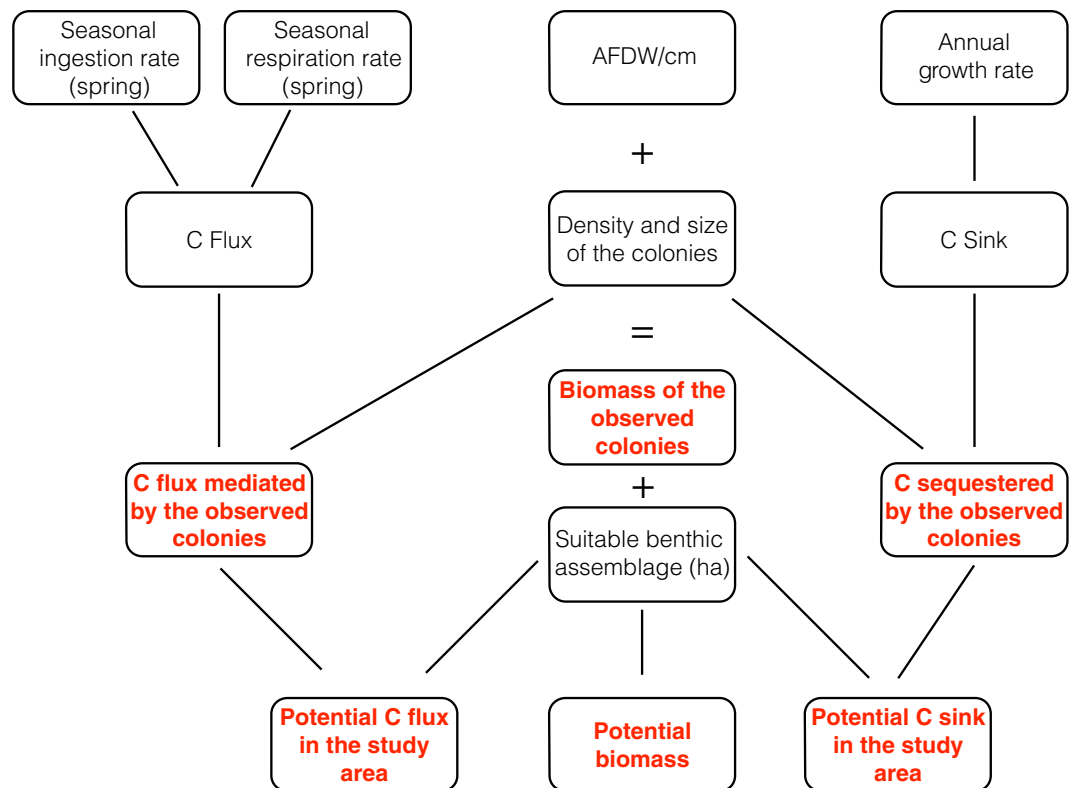 Seasonal
ingestion rate
(spring)
Seasonal
respiration rate
(spring)
AFDW/cm
Annual
growth rate
+
C Flux
Density and size
of the colonies
C Sink
=
Biomass of the
observed
colonies
C flux mediated
by the observed
colonies
+
C sequestered
by the observed
colonies
Suitable benthic
assemblage (ha)
Potential C flux
in the study
area
Potential
biomass
Potential C sink
in the study
area